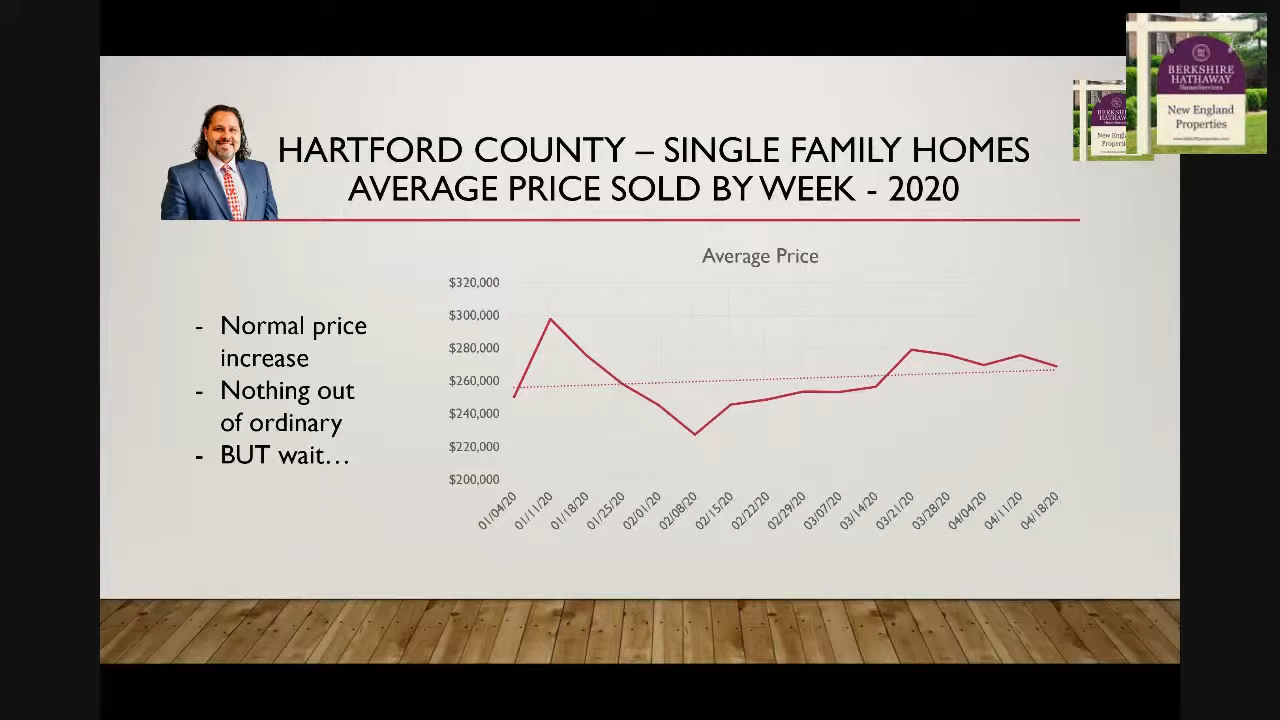 BERKSHIRE
HATHAWAY
HomeServices
New England
Properties
HARTFORD COUNTY – SINGLE FAMILY HOMES
AVERAGE PRICE SOLD BY WEEK - 2020
- Normal price
increase
- Nothing out
of ordinary
- BUT wait…
Average Price
$320,000
$300,000
$280,000
$260,000
$240,000
$220,000
$200,000
01/04/20
01/11/20
01/18/20
01/25/20
02/01/20
02/08/20
02/15/20
02/22/20
02/29/20
03/07/20
03/14/20
03/21/20
03/28/20
04/04/20
04/11/20
04/18/20